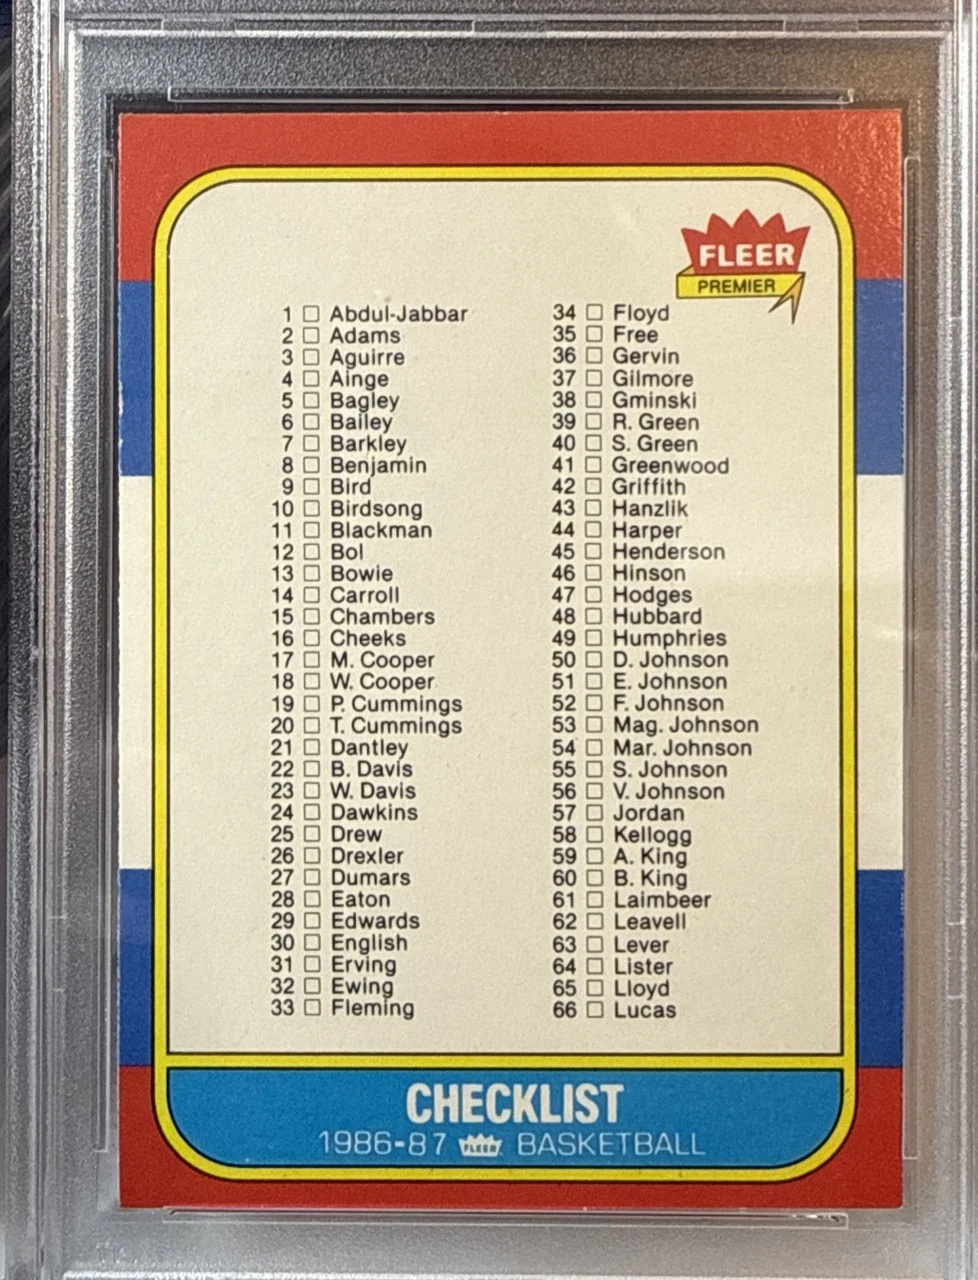 FLEER
PREMIER
1 Abdul-Jabbar
2 Adams
3 Aguirre
4 Ainge
5 Bagley
6 Bailey
7 Barkley
8 Benjamin
9 Bird
10 Birdsong
11 Blackman
12 Bol
13 Bowie
14 Carroll
15 Chambers
16 Cheeks
17 M. Cooper
18 W. Cooper
19 P. Cummings
20 T. Cummings
21 Dantley
22 B. Davis
23 W. Davis
24 Dawkins
25 Drew
26 Drexler
27 Dumars
28 Eaton
29 Edwards
30 English
31 Erving
32 Ewing
33 Fleming
34 Floyd
35 Free
36 Gervin
37 Gilmore
38 Gminski
39 R. Green
40 S. Green
41 Greenwood
42 Griffith
43 Hanzlik
44 Harper
45 Henderson
46 Hinson
47 Hodges
48 Hubbard
49 Humphries
50 D. Johnson
51 E. Johnson
52 F. Johnson
53 Mag. Johnson
54 Mar. Johnson
55 S. Johnson
56 V. Johnson
57 Jordan
58 Kellogg
59 A. King
60 B. King
61 Laimbeer
62 Leavell
63 Lever
64 Lister
65 Lloyd
66 Lucas
CHECKLIST
1986-87 FLEER BASKETBALL